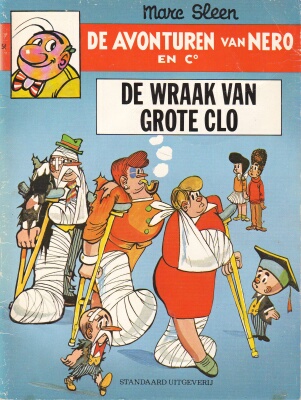 Marc Sleen
DE AVONTUREN VAN NERO
EN C°
DE WRAAK VAN
GROTE CLO
STANDAARD UITGEVERIJ